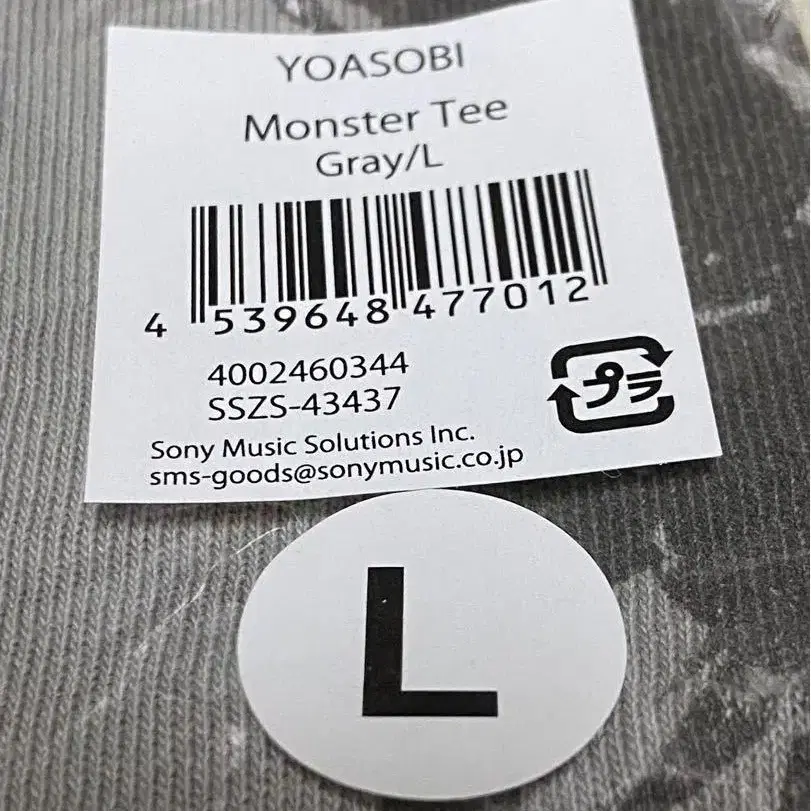 YOASOBI
Monster Tee
Gray/L
4 539648 477012
4002460344
SSZS-43437
プラ
Sony Music Solutions Inc.
sms-goods@sonymusic.co.jp
L